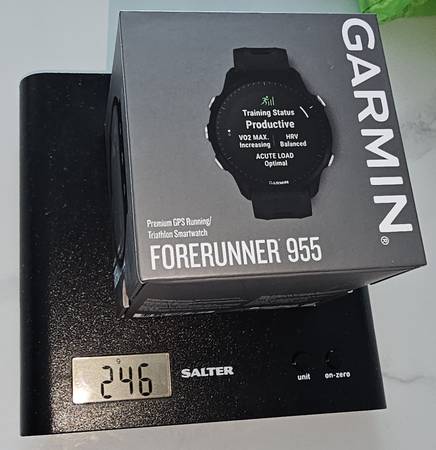 GARMIN®
Training Status
Productive
VO2 MAX. HRV
Increasing Balanced
ACUTE LOAD
Optimal
GARMIN
Premium GPS Running/
Triathlon Smartwatch
FORERUNNER® 955
246
SALTER
unit on-zero